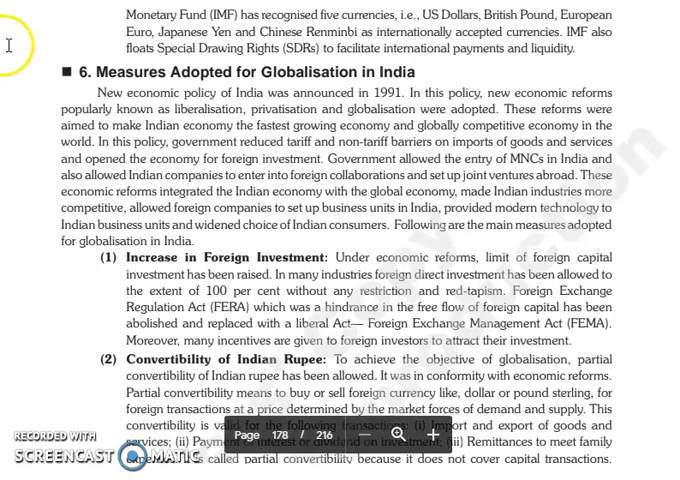 Monetary Fund (IMF) has recognised five currencies, i.e., US Dollars, British Pound, European
Euro, Japanese Yen and Chinese Renminbi as internationally accepted currencies. IMF also
floats Special Drawing Rights (SDRs) to facilitate international payments and liquidity.
■ 6. Measures Adopted for Globalisation in India
New economic policy of India was announced in 1991. In this policy, new economic reforms
popularly known as liberalisation, privatisation and globalisation were adopted. These reforms were
aimed to make Indian economy the fastest growing economy and globally competitive economy in the
world. In this policy, government reduced tariff and non-tariff barriers on imports of goods and services
and opened the economy for foreign investment. Government allowed the entry of MNCs in India and
also allowed Indian companies to enter into foreign collaborations and set up joint ventures abroad. These
economic reforms integrated the Indian economy with the global economy, made Indian industries more
competitive, allowed foreign companies to set up business units in India, provided modern technology to
Indian business units and widened choice of Indian consumers. Following are the main measures adopted
for globalisation in India.
(1) Increase in Foreign Investment: Under economic reforms, limit of foreign capital
investment has been raised. In many industries foreign direct investment has been allowed to
the extent of 100 per cent without any restriction and red-tapism. Foreign Exchange
Regulation Act (FERA) which was a hindrance in the free flow of foreign capital has been
abolished and replaced with a liberal Act— Foreign Exchange Management Act (FEMA).
Moreover, many incentives are given to foreign investors to attract their investment.
(2) Convertibility of Indian Rupee: To achieve the objective of globalisation, partial
convertibility of Indian rupee has been allowed. It was in conformity with economic reforms.
Partial convertibility means to buy or sell foreign currency like, dollar or pound sterling, for
foreign transactions at a price determined by the market forces of demand and supply. This
convertibility is valid for the following transactions: (i) Import and export of goods and
services; (ii) Payment of interest or dividend on investment; (iii) Remittances to meet family
called partial convertibility because it does not cover capital transactions.
Page 178 / 216
RECORDED WITH
SCREENCAST MATIC